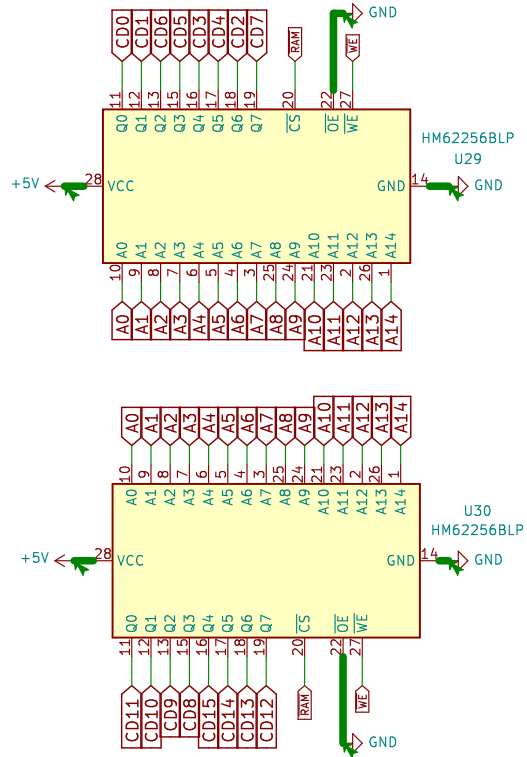 CD0 CD1 CD6 CD5 CD3 CD4 CD2 CD7 RAM WE GND
11 12 13 15 16 17 18 19 20 22 27
Q0 Q1 Q2 Q3 Q4 Q5 Q6 Q7 CS OE WE
HM62256BLP
U29
+5V 28 VCC GND 14 GND
A0 A1 A2 A3 A4 A5 A6 A7 A8 A9 A10 A11 A12 A13 A14
10 9 8 7 6 5 4 3 25 24 21 23 2 26 1
A0 A1 A2 A3 A4 A5 A6 A7 A8 A9 A10 A11 A12 A13 A14
A0 A1 A2 A3 A4 A5 A6 A7 A8 A9 A10 A11 A12 A13 A14
10 9 8 7 6 5 4 3 25 24 21 23 2 26 1
A0 A1 A2 A3 A4 A5 A6 A7 A8 A9 A10 A11 A12 A13 A14
U30
HM62256BLP
+5V 28 VCC GND 14 GND
Q0 Q1 Q2 Q3 Q4 Q5 Q6 Q7 CS OE WE
11 12 13 15 16 17 18 19 20 22 27
CD11 CD10 CD9 CD8 CD15 CD14 CD13 CD12 RAM WE
GND